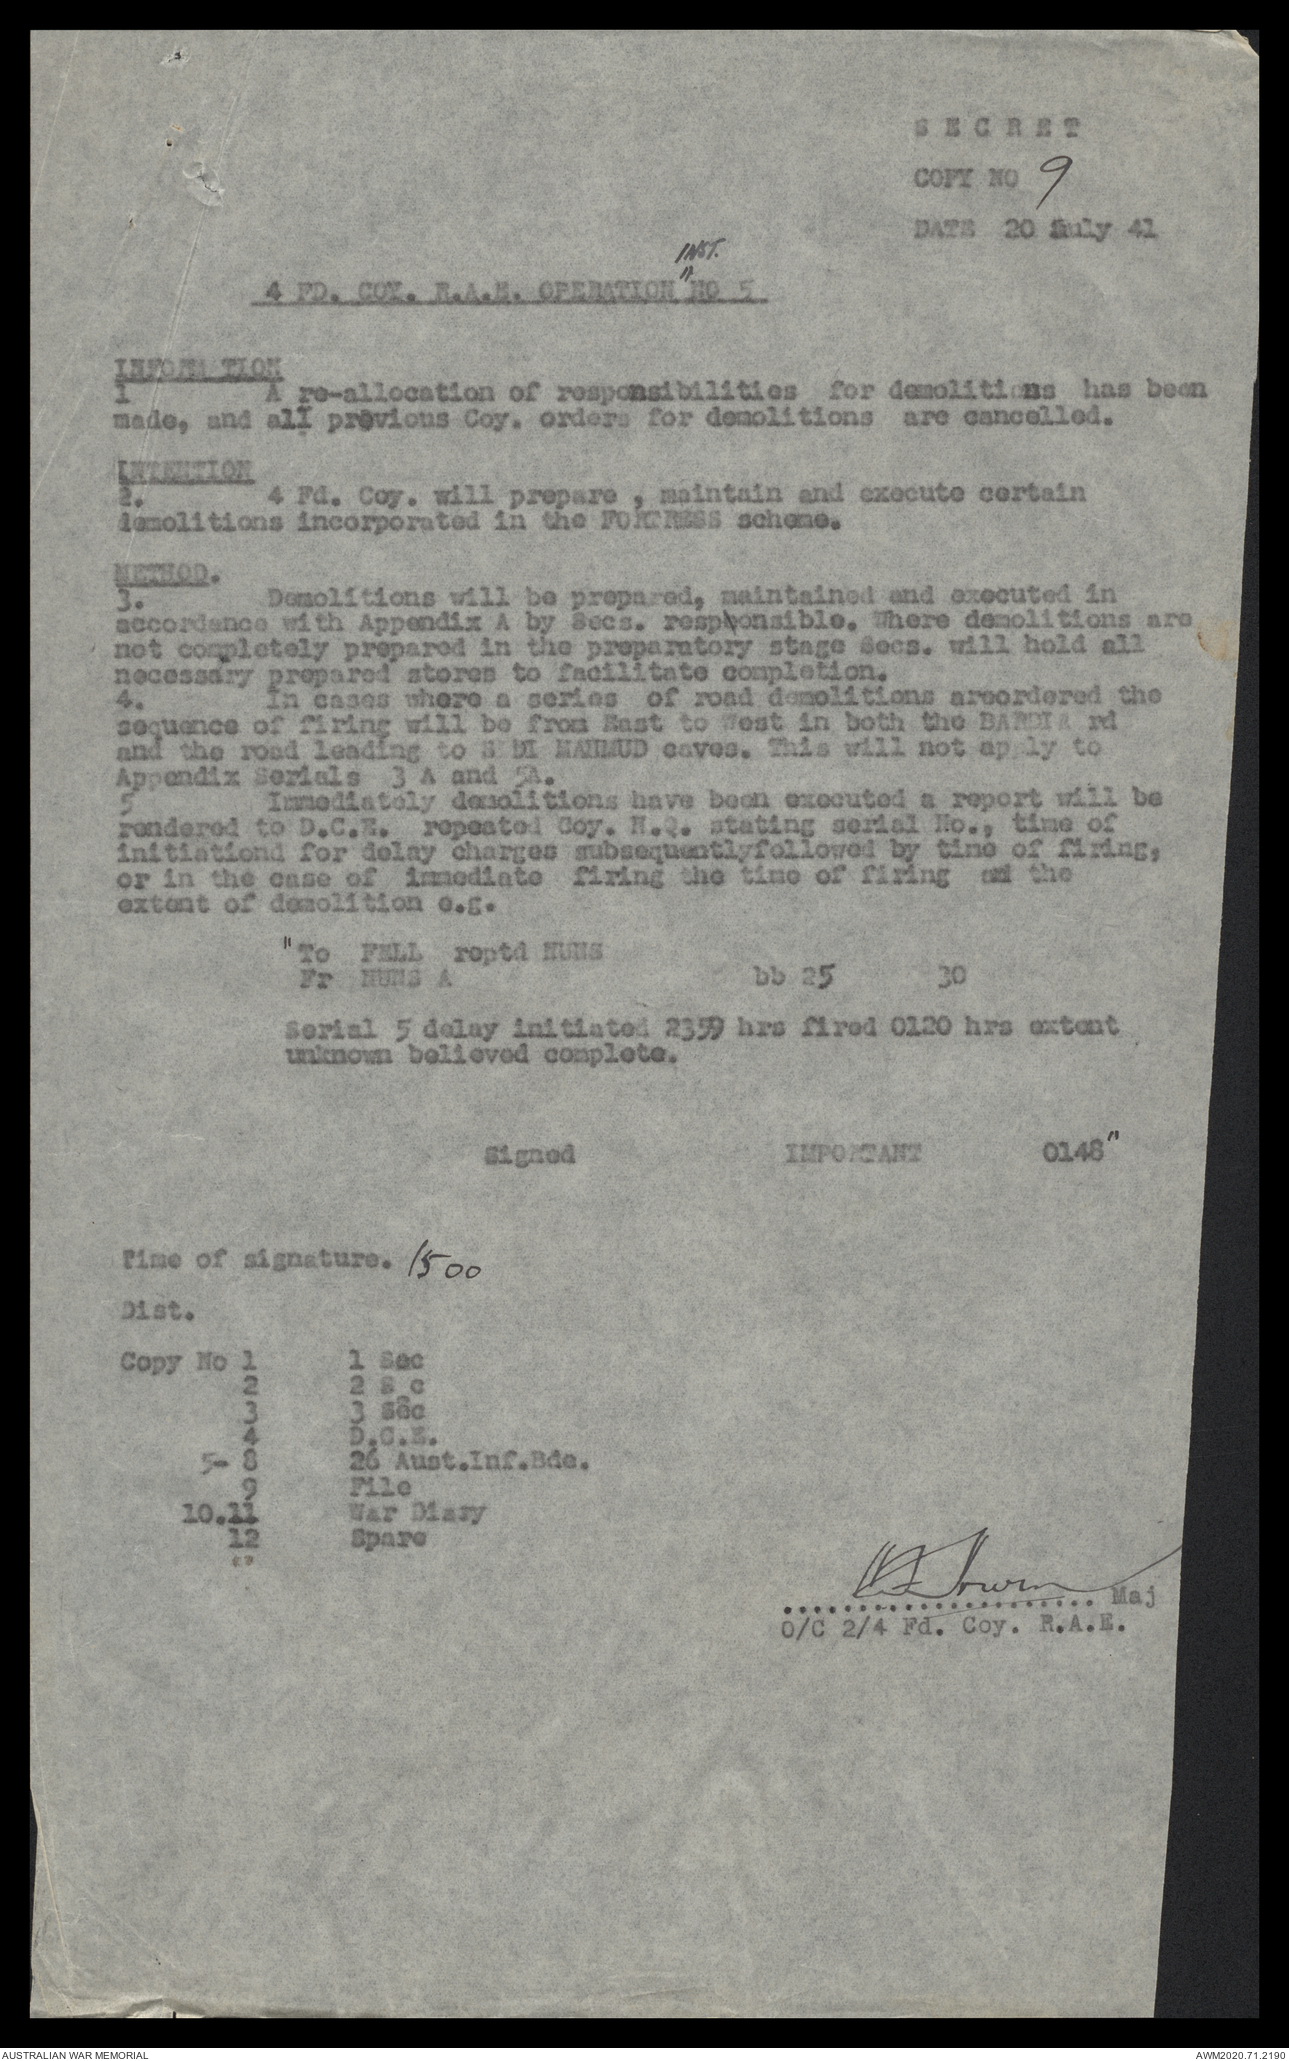 S E C R E T
COPY NO 9
DATE 20 July 41
INST.
4 FD. COY. R.A.E. OPERATION " NO 5
INFORMATION
1 A re-allocation of responsibilities for demolitions has been
made, and all previous Coy. orders for demolitions are cancelled.
INTENTION
2. 4 Fd. Coy. will prepare , maintain and execute certain
demolitions incorporated in the FORTRESS scheme.
METHOD.
3. Demolitions will be prepared, maintained and executed in
accordance with Appendix A by Secs. responsible. Where demolitions are
not completely prepared in the preparatory stage Secs. will hold all
necessary prepared stores to facilitate completion.
4. In cases where a series of road demolitions areordered the
sequence of firing will be from East to West in both the BARDIA rd
and the road leading to SIDI MAHMUD caves. This will not apply to
Appendix Serials 3 A and 5A.
5 Immediately demolitions have been executed a report will be
rendered to D.C.E. repeated Coy. H.Q. stating serial No., time of
initiationd for delay charges subsequentlyfollowed by time of firing,
or in the case of immediate firing the time of firing and the
extent of demolition e.g.
"To FELL reptd NUNS
Fr NUNS A bb 25 30
Serial 5 delay initiated 2359 hrs fired 0120 hrs extent
unknown believed complete.
Signed IMPORTANT 0148"
Time of signature. 1500
Dist.
Copy No 1 1 Sec
2 2 S c
3 3 Sec
4 D.C.E.
5- 8 26 Aust.Inf.Bde.
9 File
10.11 War Diary
12 Spare
..................... Maj
O/C 2/4 Fd. Coy. R.A.E.
AUSTRALIAN WAR MEMORIAL
AWM2020.71.2190